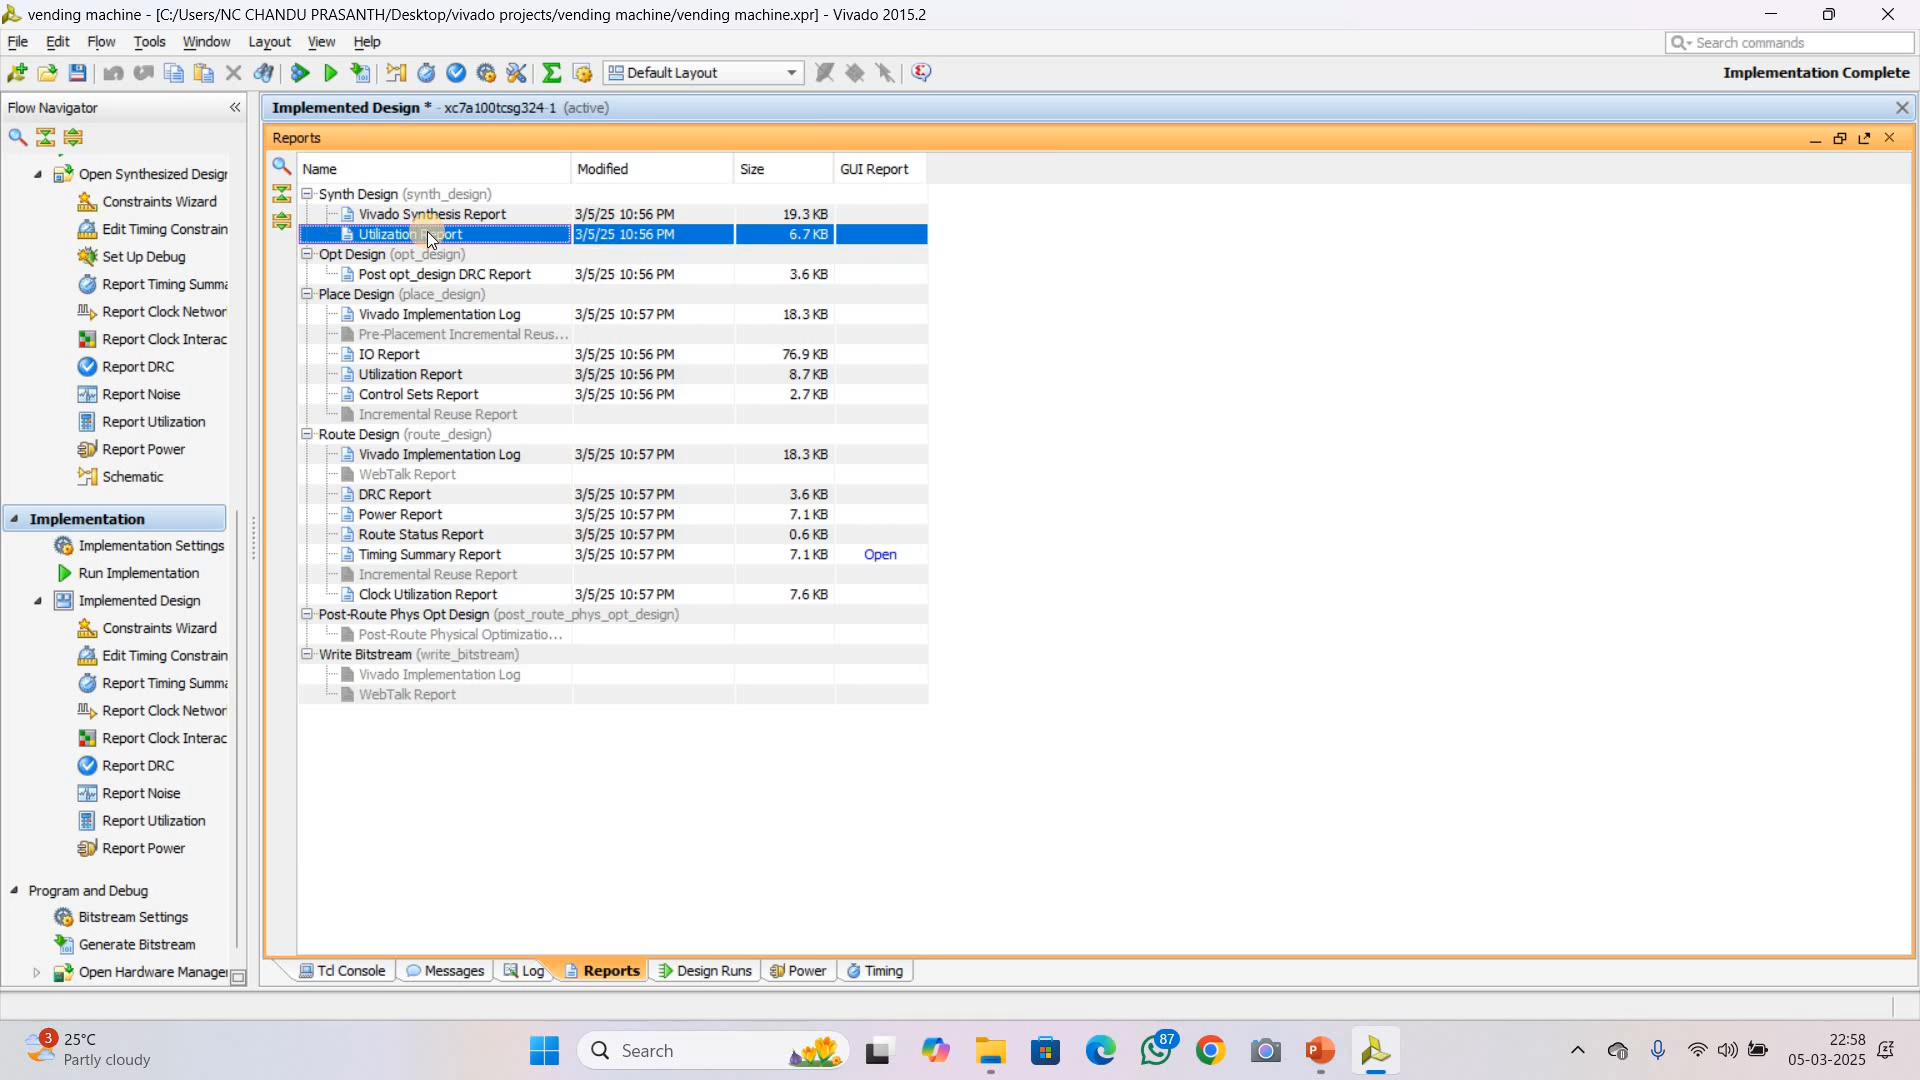 vending machine - [C:/Users/NC CHANDU PRASANTH/Desktop/vivado projects/vending machine/vending machine.xpr] - Vivado 2015.2
File Edit Flow Tools Window Layout View Help
Search commands
Default Layout
Implementation Complete
Flow Navigator
Implemented Design * - xc7a100tcsg324-1 (active)
Reports
Name Modified Size GUI Report
Synth Design (synth_design)
Vivado Synthesis Report 3/5/25 10:56 PM 19.3 KB
Utilization Report 3/5/25 10:56 PM 6.7 KB
Opt Design (opt_design)
Post opt_design DRC Report 3/5/25 10:56 PM 3.6 KB
Place Design (place_design)
Vivado Implementation Log 3/5/25 10:57 PM 18.3 KB
Pre-Placement Incremental Reus...
IO Report 3/5/25 10:56 PM 76.9 KB
Utilization Report 3/5/25 10:56 PM 8.7 KB
Control Sets Report 3/5/25 10:56 PM 2.7 KB
Incremental Reuse Report
Route Design (route_design)
Vivado Implementation Log 3/5/25 10:57 PM 18.3 KB
WebTalk Report
DRC Report 3/5/25 10:57 PM 3.6 KB
Power Report 3/5/25 10:57 PM 7.1 KB
Route Status Report 3/5/25 10:57 PM 0.6 KB
Timing Summary Report 3/5/25 10:57 PM 7.1 KB Open
Incremental Reuse Report
Clock Utilization Report 3/5/25 10:57 PM 7.6 KB
Post-Route Phys Opt Design (post_route_phys_opt_design)
Post-Route Physical Optimizatio...
Write Bitstream (write_bitstream)
Vivado Implementation Log
WebTalk Report
Open Synthesized Design
Constraints Wizard
Edit Timing Constrain
Set Up Debug
Report Timing Summa
Report Clock Networ
Report Clock Interac
Report DRC
Report Noise
Report Utilization
Report Power
Schematic
Implementation
Implementation Settings
Run Implementation
Implemented Design
Constraints Wizard
Edit Timing Constrain
Report Timing Summa
Report Clock Networ
Report Clock Interac
Report DRC
Report Noise
Report Utilization
Report Power
Program and Debug
Bitstream Settings
Generate Bitstream
Open Hardware Manager
Tcl Console Messages Log Reports Design Runs Power Timing
3 25°C
Partly cloudy
Search
87
22:58
05-03-2025